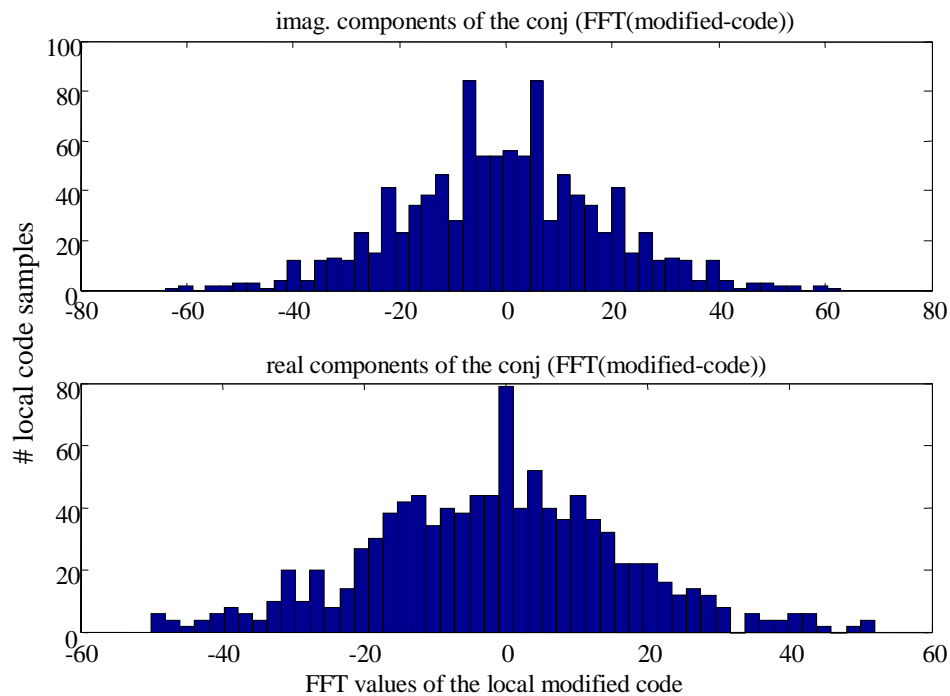 imag. components of the conj (FFT(modified-code))
100
80
60
40
20
0
-80 -60 -40 -20 0 20 40 60 80
# local code samples
real components of the conj (FFT(modified-code))
80
60
40
20
0
-60 -40 -20 0 20 40 60
FFT values of the local modified code